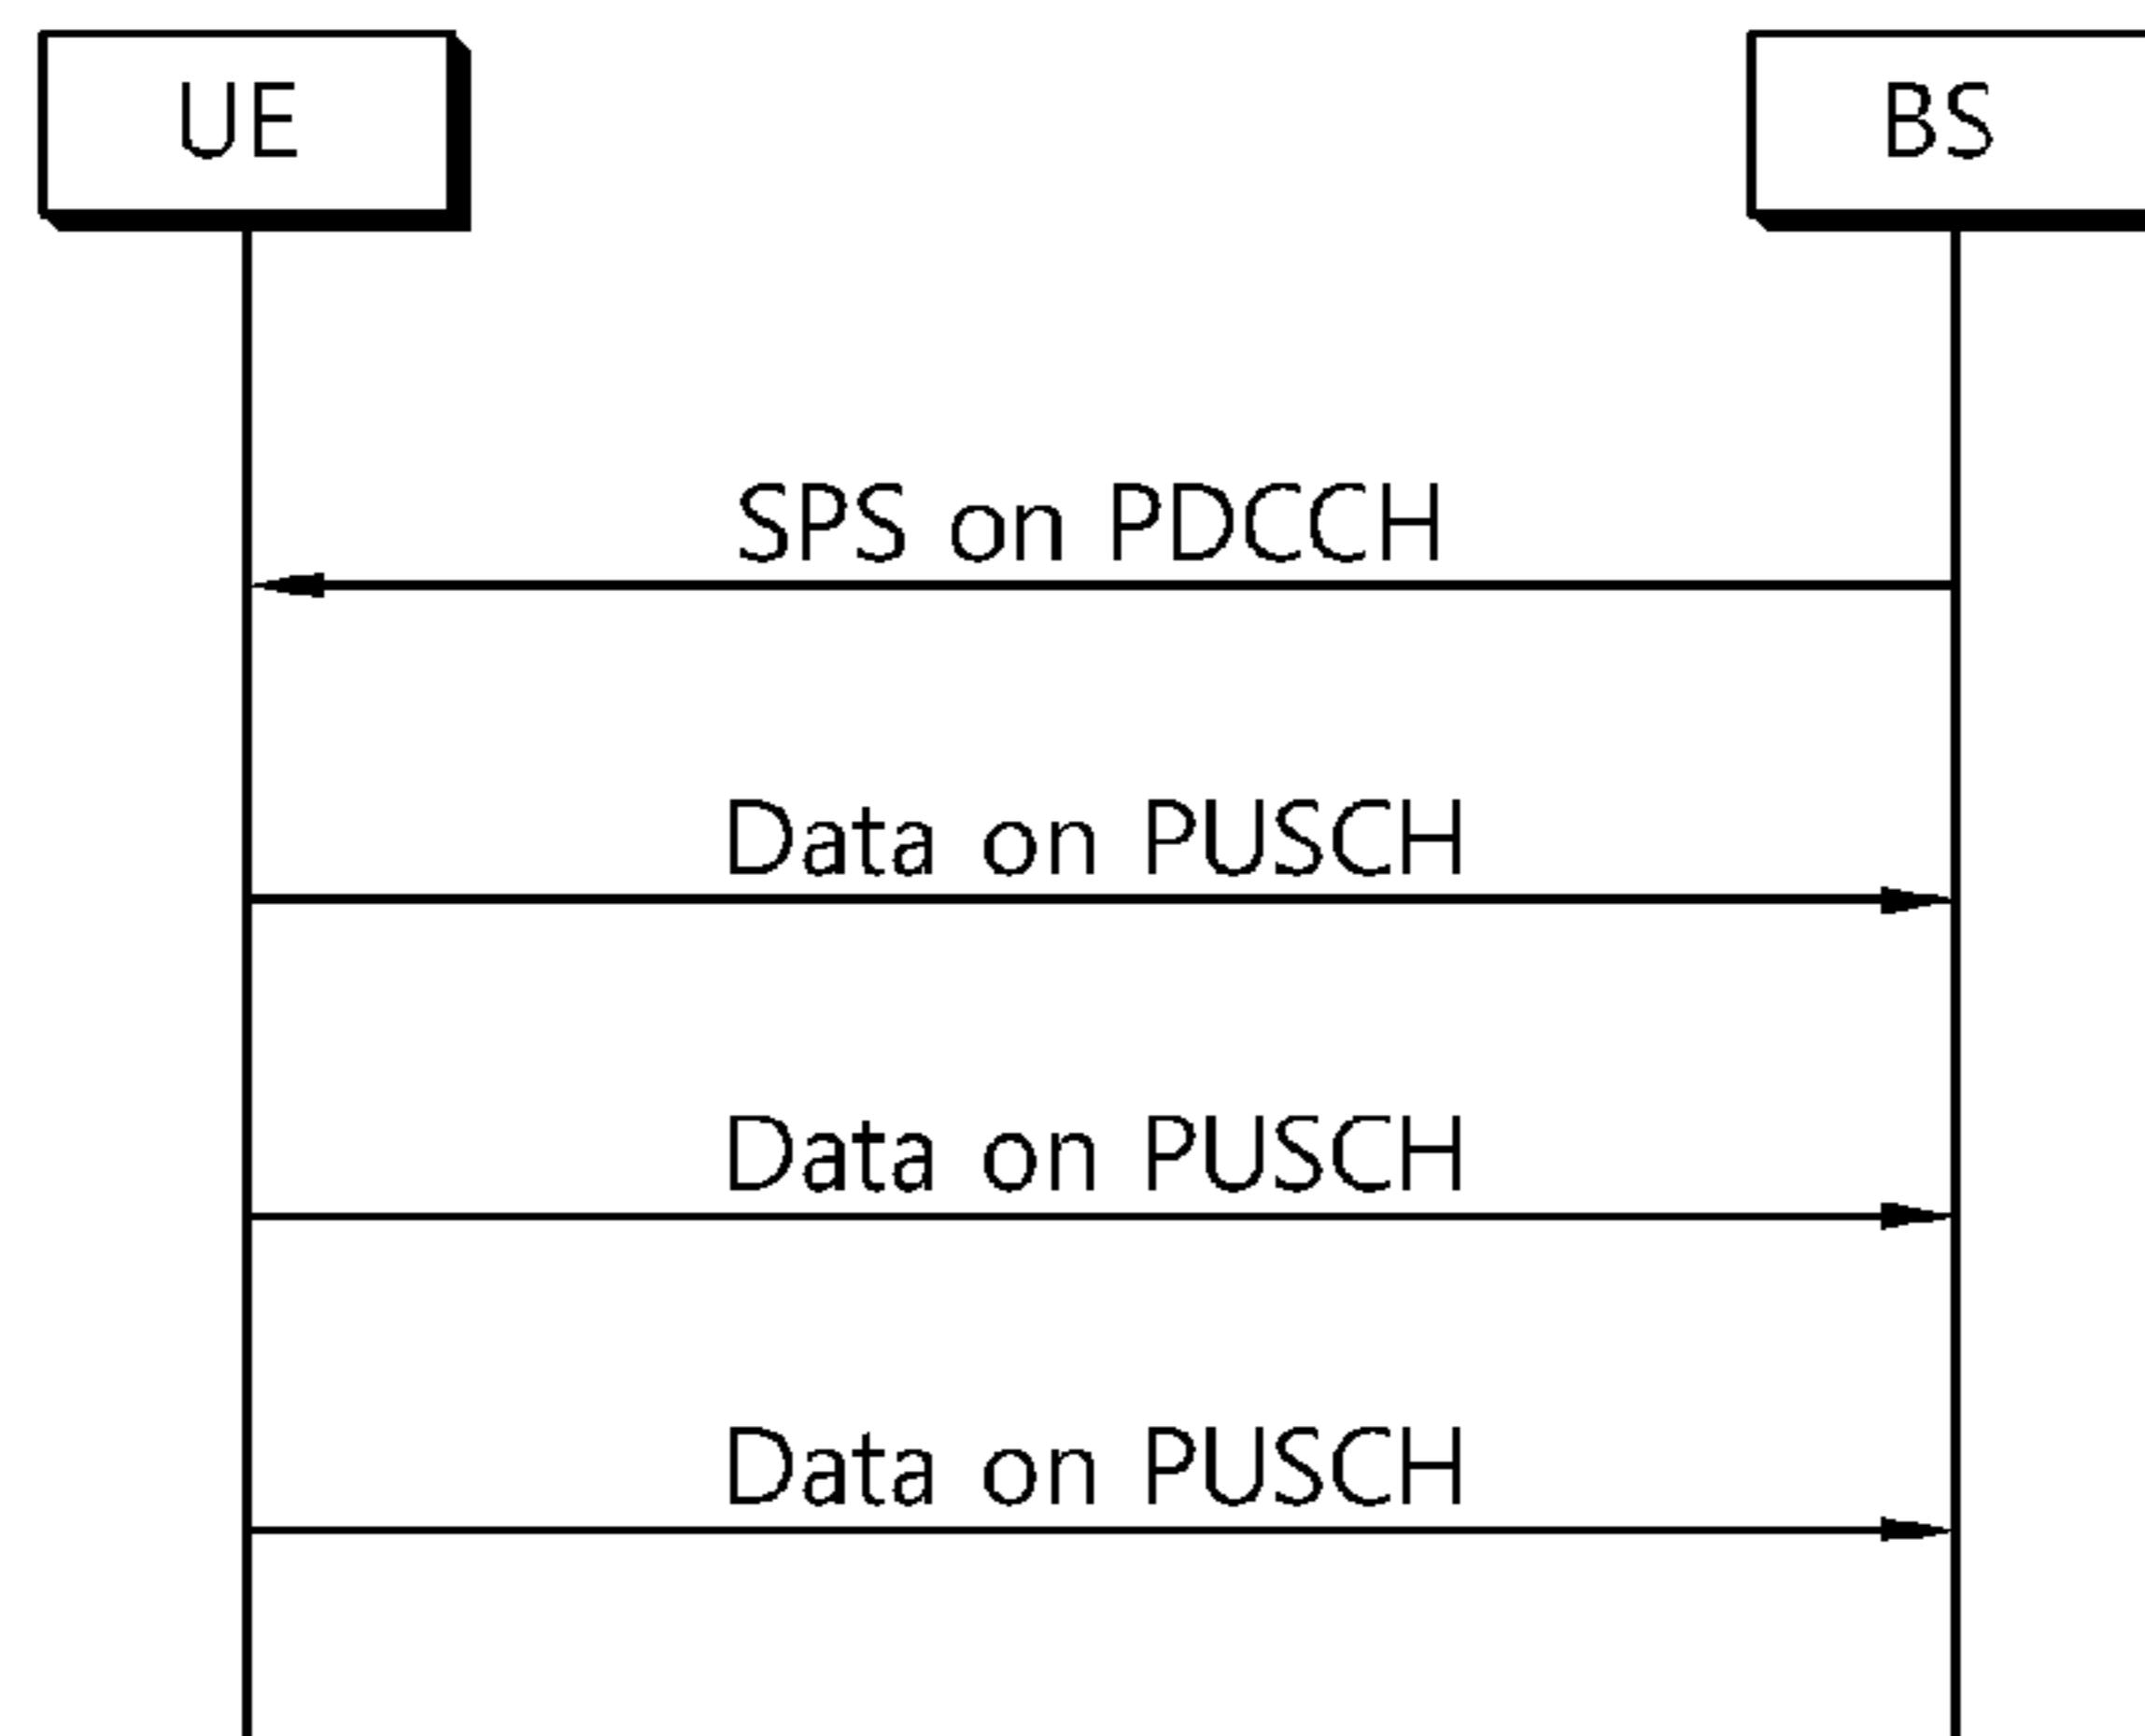 UE
BS
SPS on PDCCH
Data on PUSCH
Data on PUSCH
Data on PUSCH